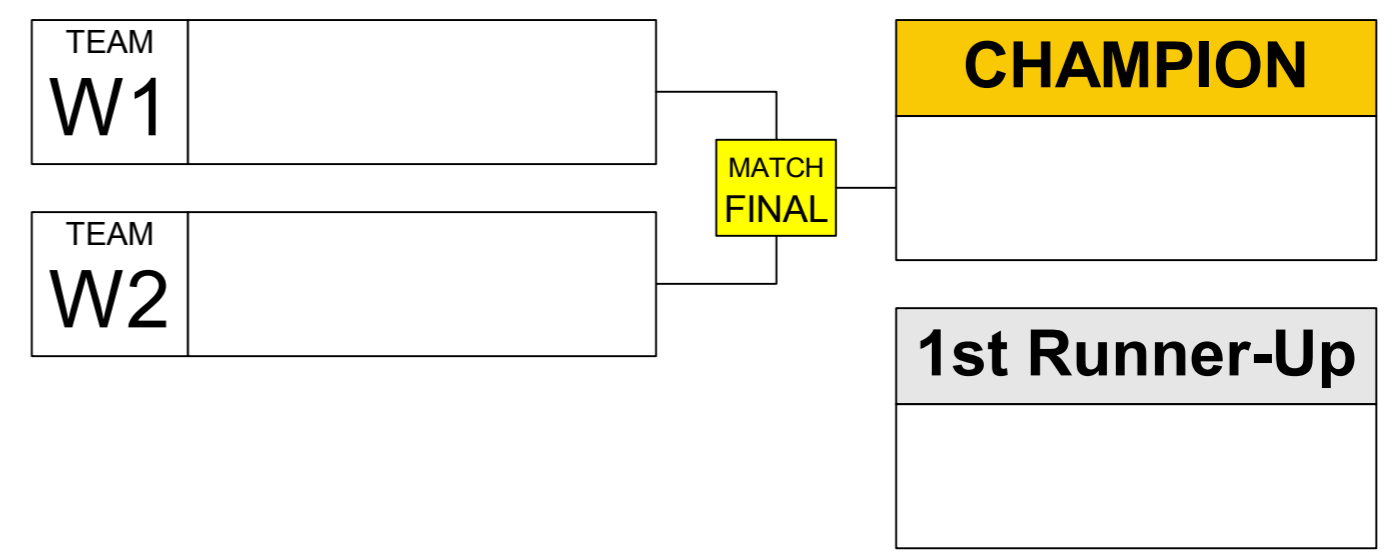 TEAM
W1
TEAM
W2
MATCH
FINAL
CHAMPION
1st Runner-Up